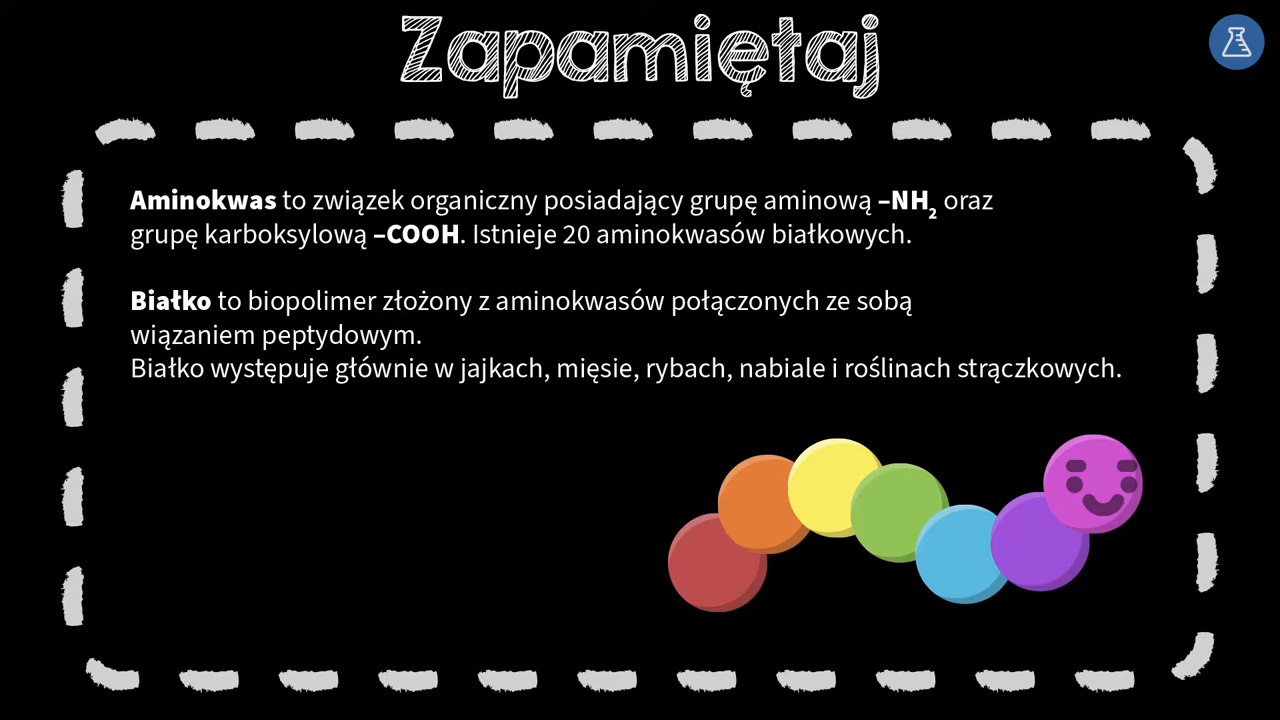 Zapamiętaj
Aminokwas to związek organiczny posiadający grupę aminową –NH₂ oraz
grupę karboksylową –COOH. Istnieje 20 aminokwasów białkowych.
Białko to biopolimer złożony z aminokwasów połączonych ze sobą
wiązaniem peptydowym.
Białko występuje głównie w jajkach, mięsie, rybach, nabiale i roślinach strączkowych.